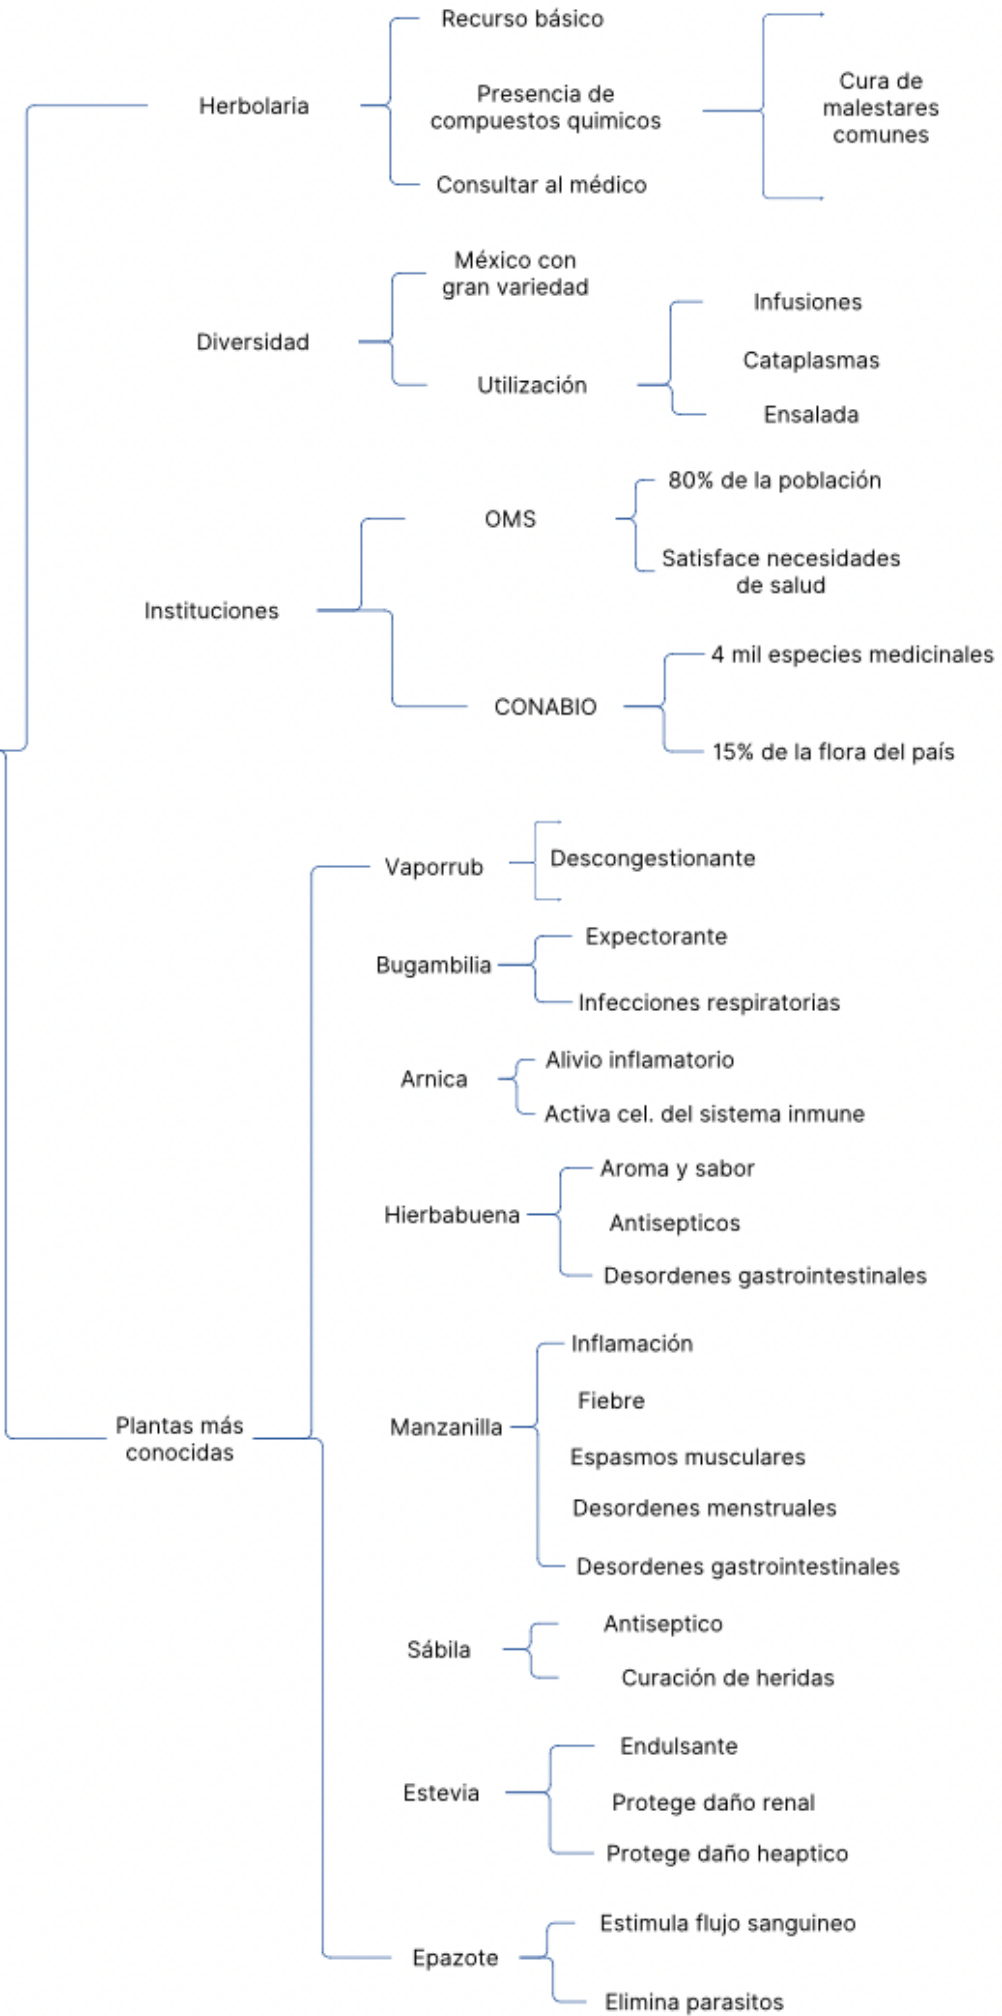 Herbolaria
Recurso básico
Presencia de
compuestos quimicos
Consultar al médico
Cura de
malestares
comunes
Diversidad
México con
gran variedad
Utilización
Infusiones
Cataplasmas
Ensalada
Instituciones
OMS
80% de la población
Satisface necesidades
de salud
CONABIO
4 mil especies medicinales
15% de la flora del país
Plantas más
conocidas
Vaporrub
Descongestionante
Bugambilia
Expectorante
Infecciones respiratorias
Arnica
Alivio inflamatorio
Activa cel. del sistema inmune
Hierbabuena
Aroma y sabor
Antisepticos
Desordenes gastrointestinales
Manzanilla
Inflamación
Fiebre
Espasmos musculares
Desordenes menstruales
Desordenes gastrointestinales
Sábila
Antiseptico
Curación de heridas
Estevia
Endulsante
Protege daño renal
Protege daño heaptico
Epazote
Estimula flujo sanguineo
Elimina parasitos